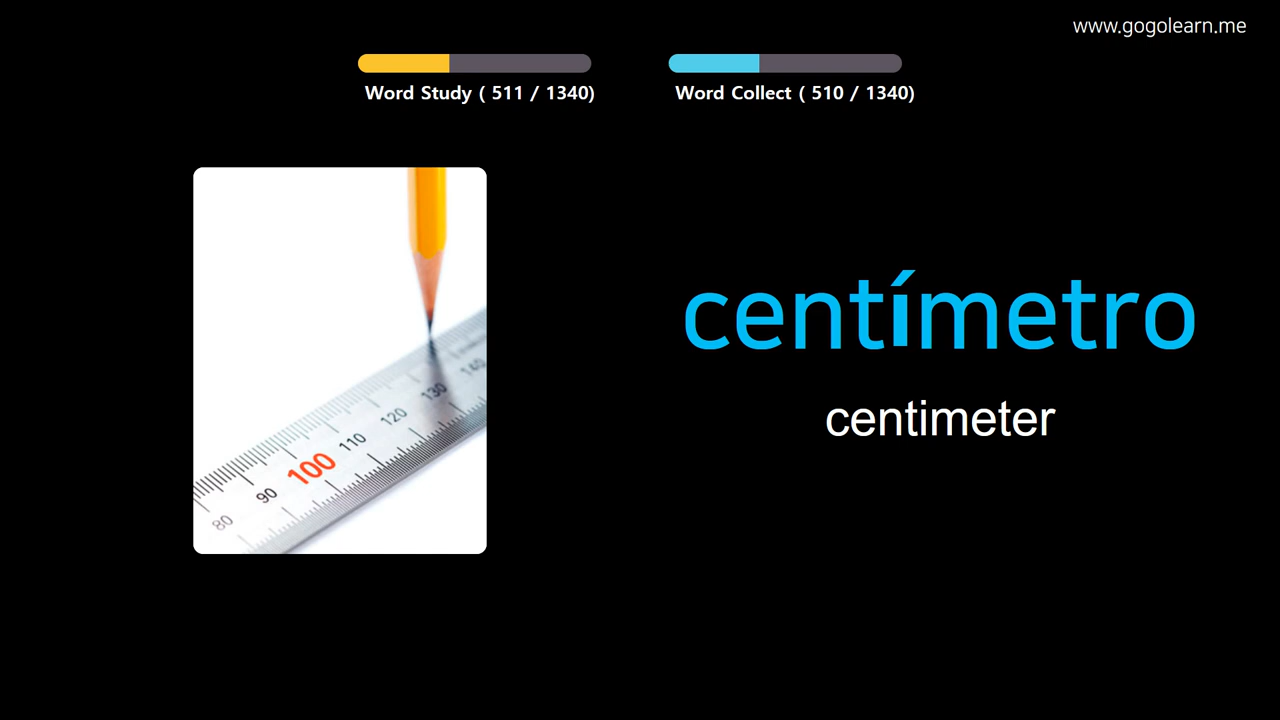 www.gogolearn.me
Word Study ( 511 / 1340)
Word Collect ( 510 / 1340)
centímetro
centimeter
80
90
100
110
120
130
140